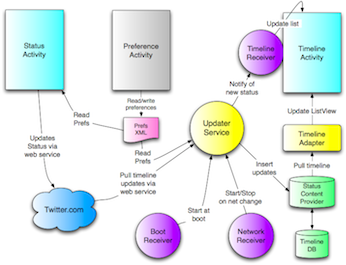 Update list
Status
Activity
Preference
Activity
Timeline
Receiver
Timeline
Activity
Notify of
new status
Read/write
preferences
Read
Prefs
Prefs
XML
Updater
Service
Update ListView
Timeline
Adapter
Updates
Status via
web service
Read
Prefs
Pull timeline
updates via
web service
Insert
updates
Pull timeline
Status
Content
Provider
Twitter.com
Start at
boot
Start/Stop
on net change
Boot
Receiver
Network
Receiver
Timeline
DB